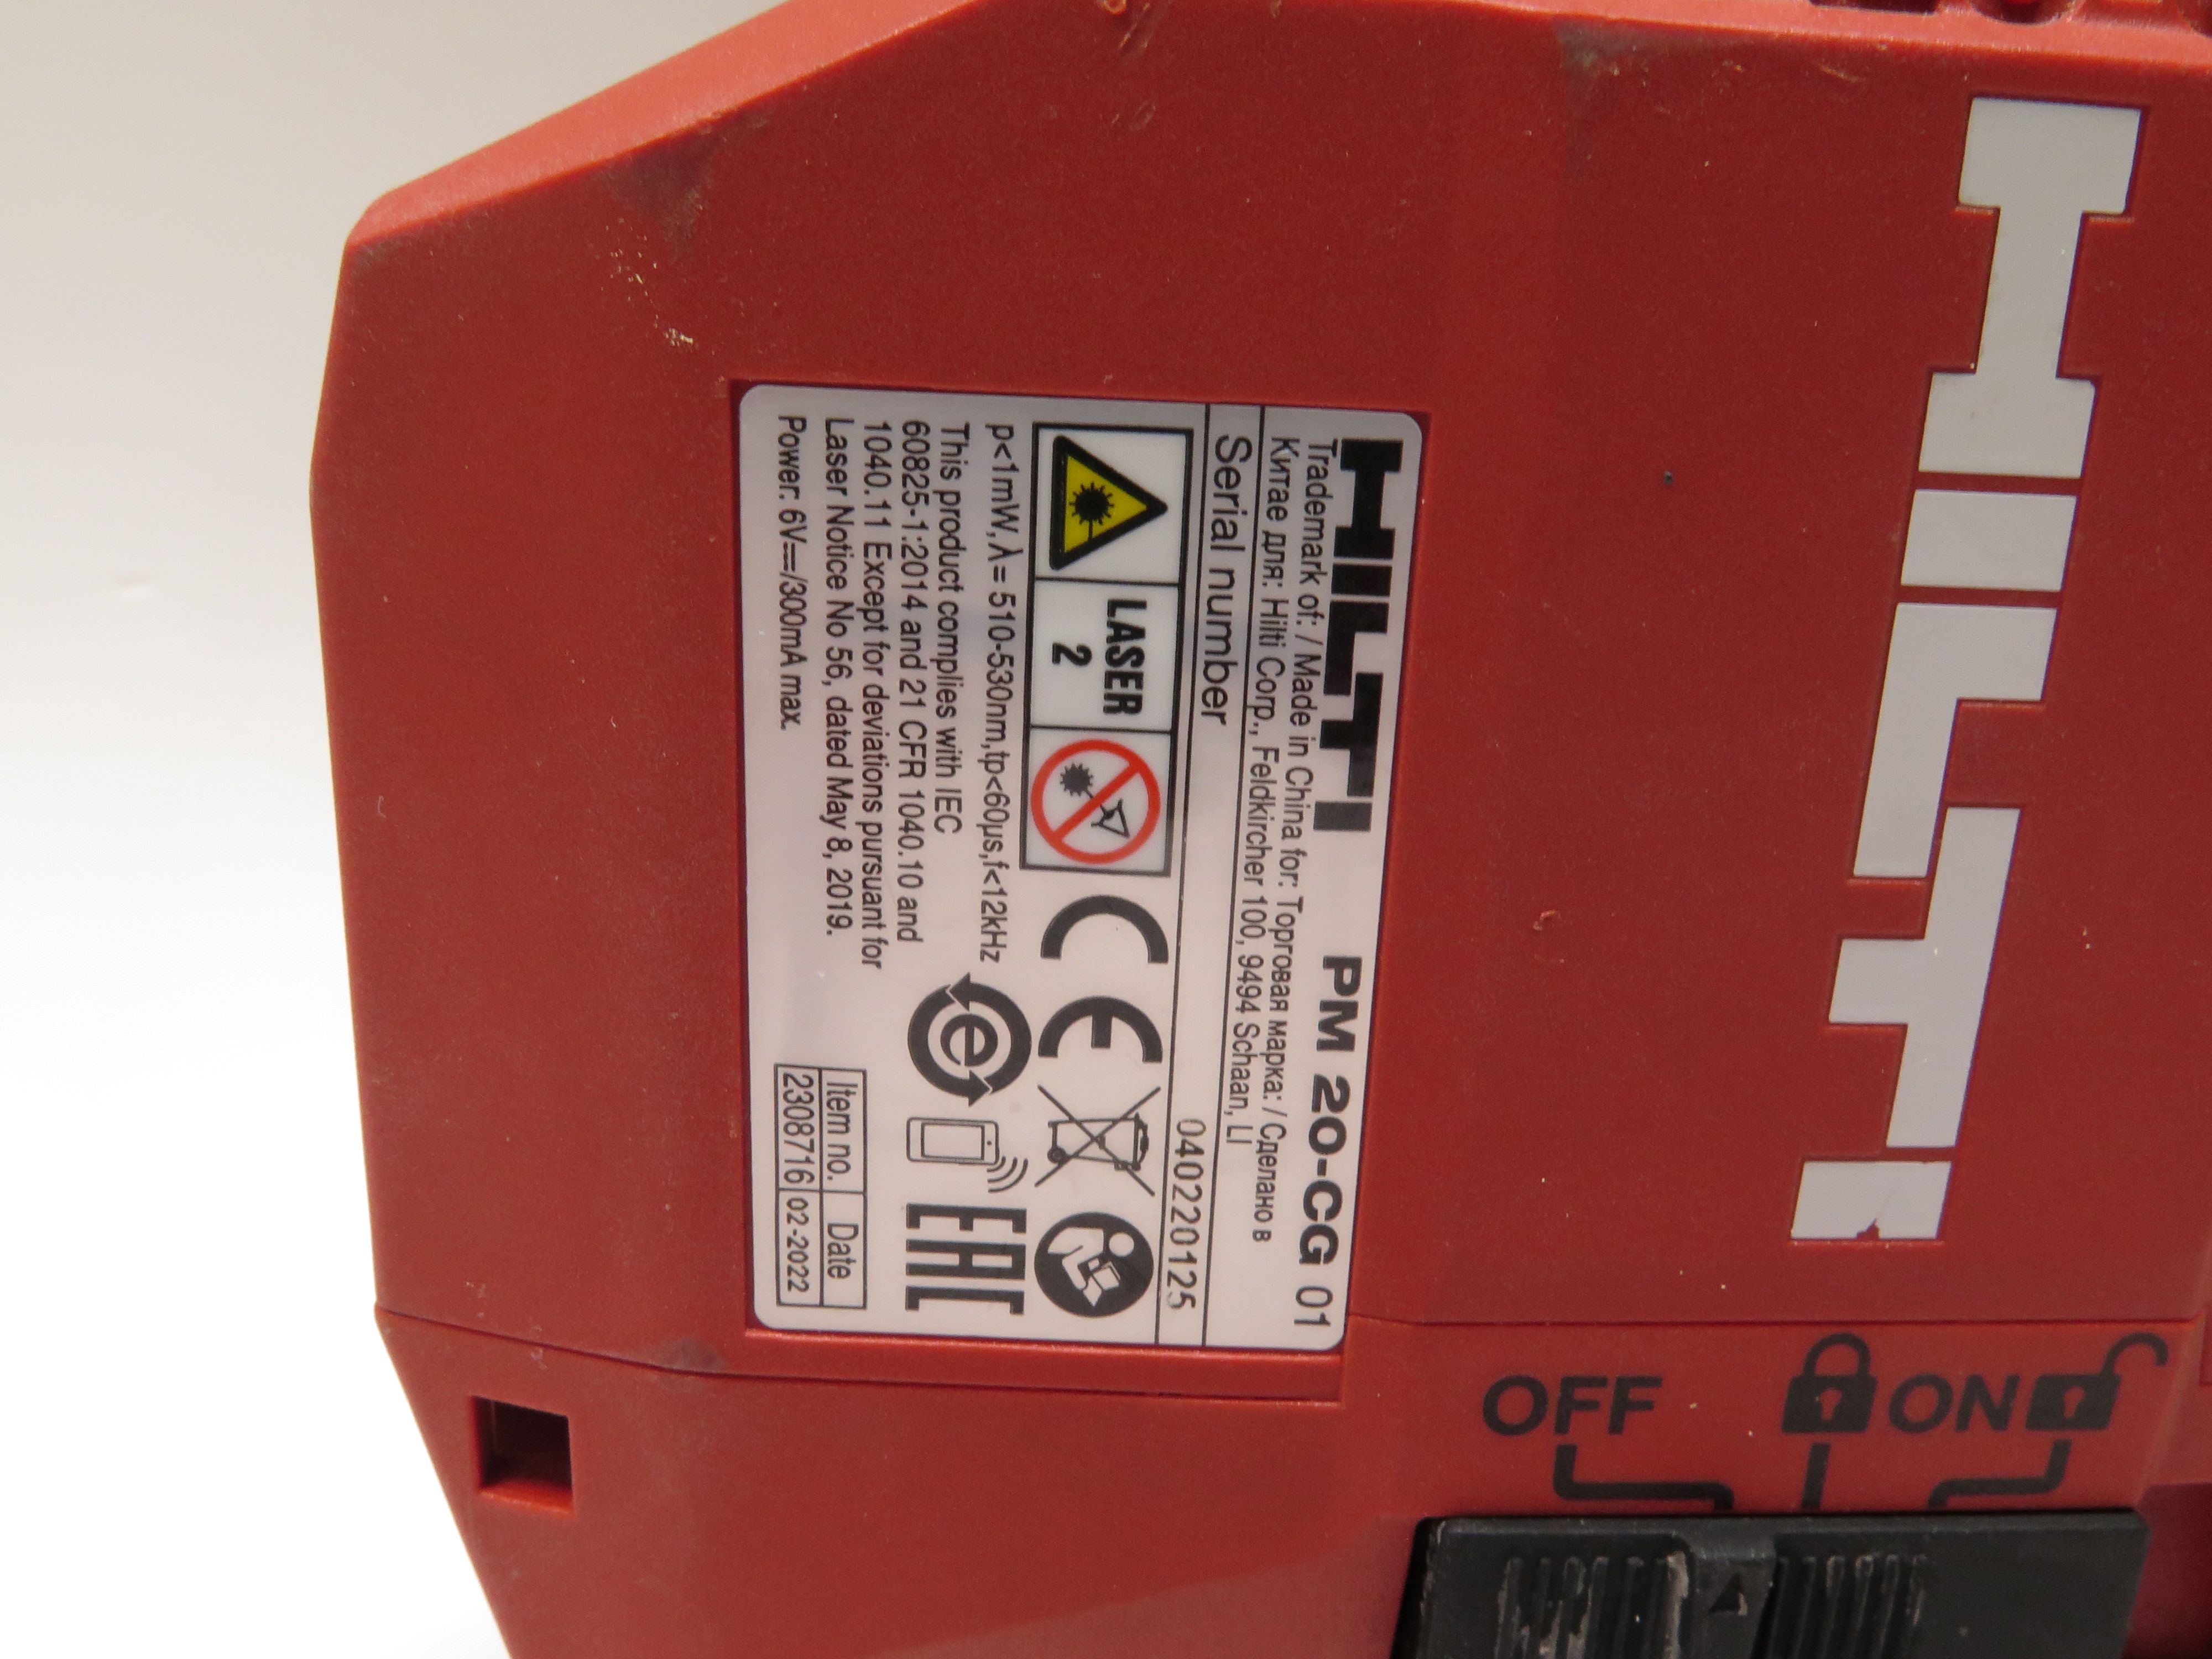 HILTI
HILTI PM 20-CG 01
Trademark of: / Made in China for: Торговая марка: / Сделано в
Китае для: Hilti Corp., Feldkircher 100, 9494 Schaan, LI
Serial number 040220125
LASER
2
p<1mW,λ=510-530nm,tp<60µs,f<12kHz
This product complies with IEC
60825-1:2014 and 21 CFR 1040.10 and
1040.11 Except for deviations pursuant for
Laser Notice No 56, dated May 8, 2019.
Power: 6V⎓/300mA max.
CE
e
EAC
Item no. Date
2308716 02-2022
OFF ON